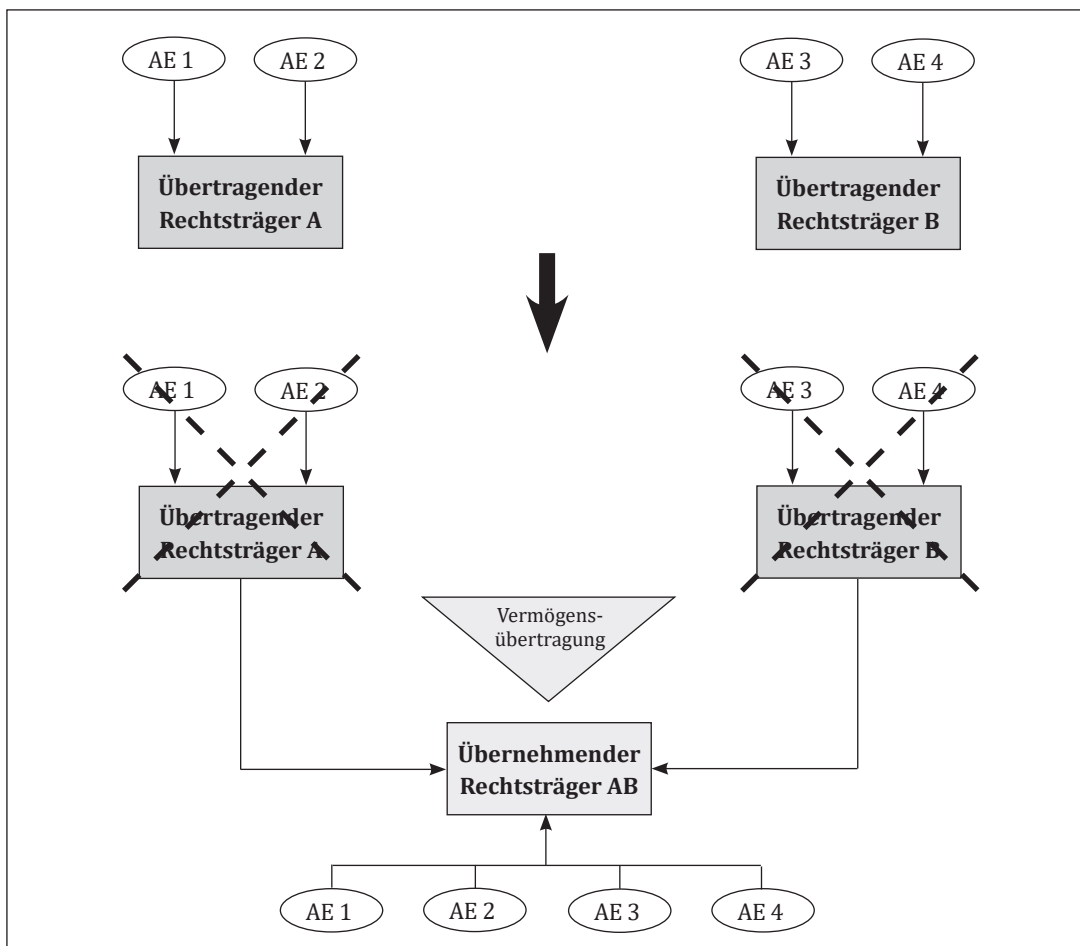 AE 1
AE 2
AE 3
AE 4
Übertragender
Rechtsträger A
Übertragender
Rechtsträger B
AE 1
AE 2
AE 3
AE 4
Übertragender
Rechtsträger A
Übertragender
Rechtsträger B
Vermögens-
übertragung
Übernehmender
Rechtsträger AB
AE 1
AE 2
AE 3
AE 4